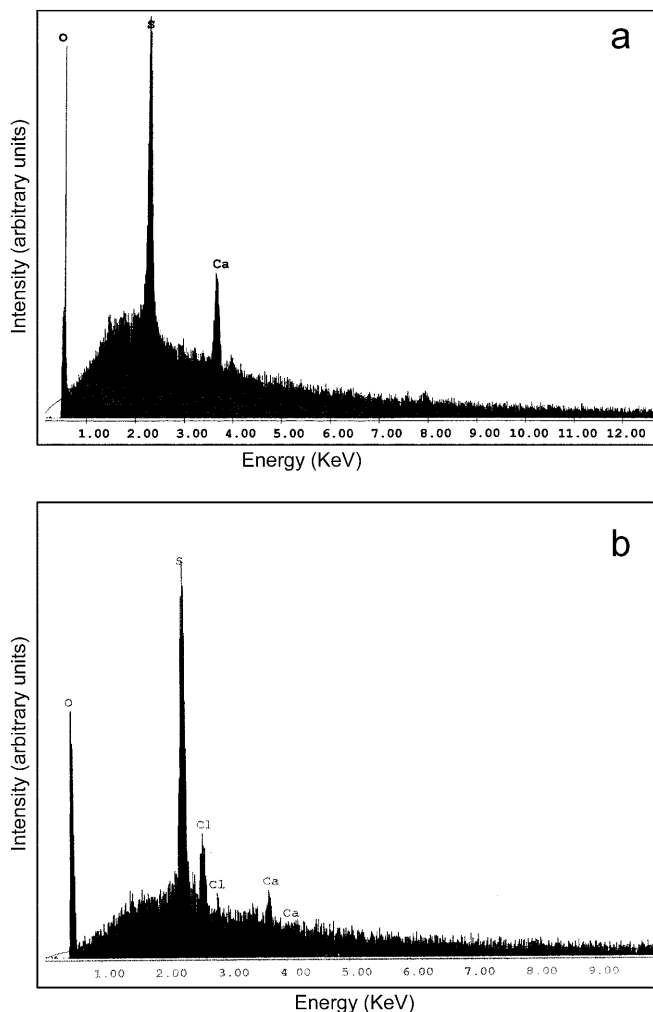 a
S
O
Ca
Intensity (arbitrary units)
1.00 2.00 3.00 4.00 5.00 6.00 7.00 8.00 9.00 10.00 11.00 12.00
Energy (KeV)
b
S
O
Cl
Cl
Ca
Ca
Intensity (arbitrary units)
1.00 2.00 3.00 4 00 5.00 6.00 7.00 8.00 9.00
Energy (KeV)